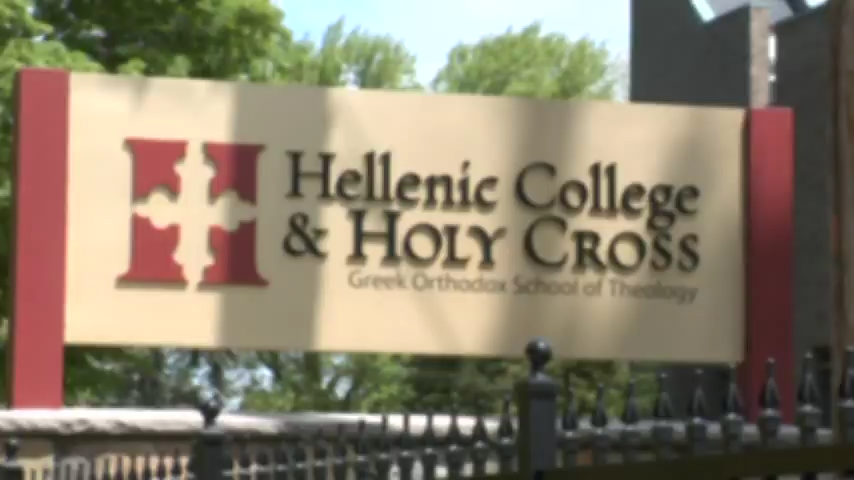 Hellenic College
& HOLY CROSS
Greek Orthodox School of Theology